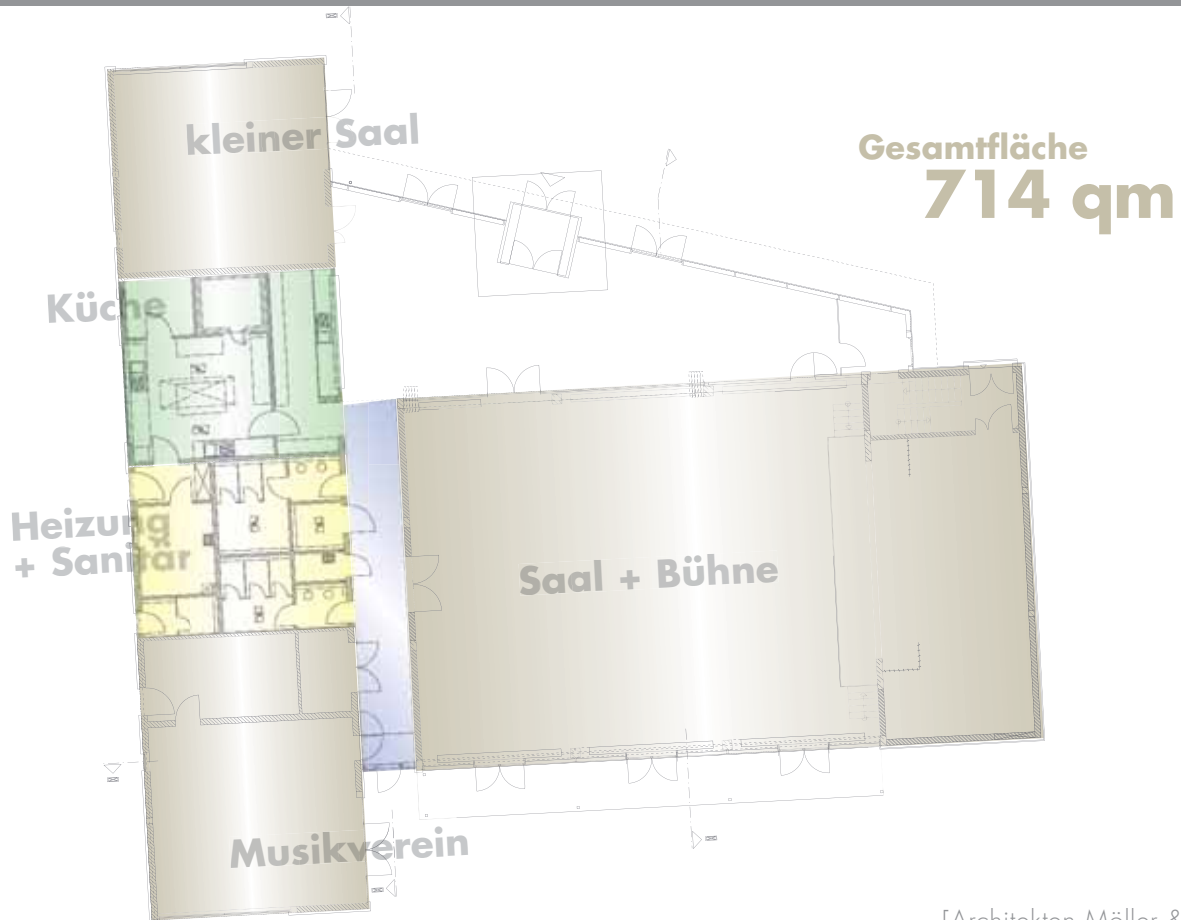 kleiner Saal
Gesamtfläche
714 qm
Küche
Heizung
+ Sanitär
Saal + Bühne
Musikverein
[Architekten Möller &